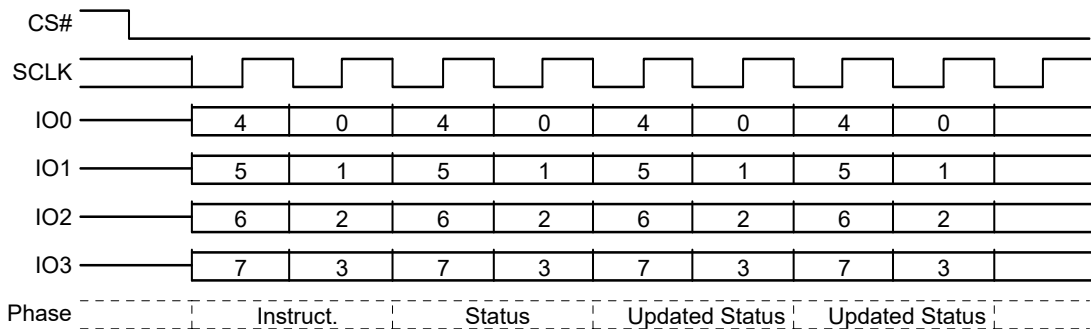 CS#
SCLK
IO0 4 0 4 0 4 0 4 0
IO1 5 1 5 1 5 1 5 1
IO2 6 2 6 2 6 2 6 2
IO3 7 3 7 3 7 3 7 3
Phase Instruct. Status Updated Status Updated Status